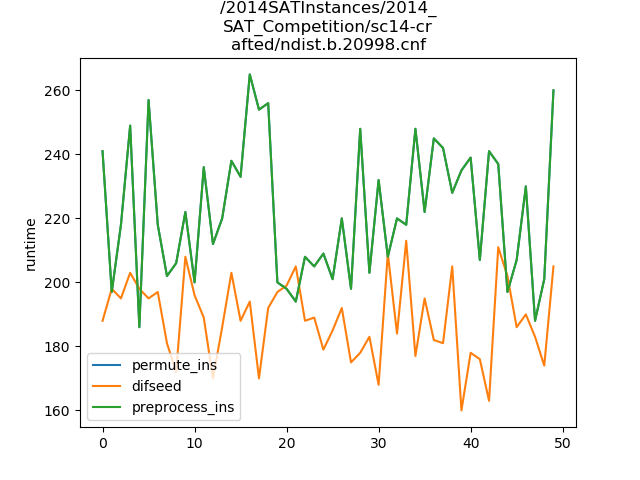 /2014SATInstances/2014_
SAT_Competition/sc14-cr
afted/ndist.b.20998.cnf
260
240
220
200
180
160
runtime
permute_ins
difseed
preprocess_ins
0
10
20
30
40
50